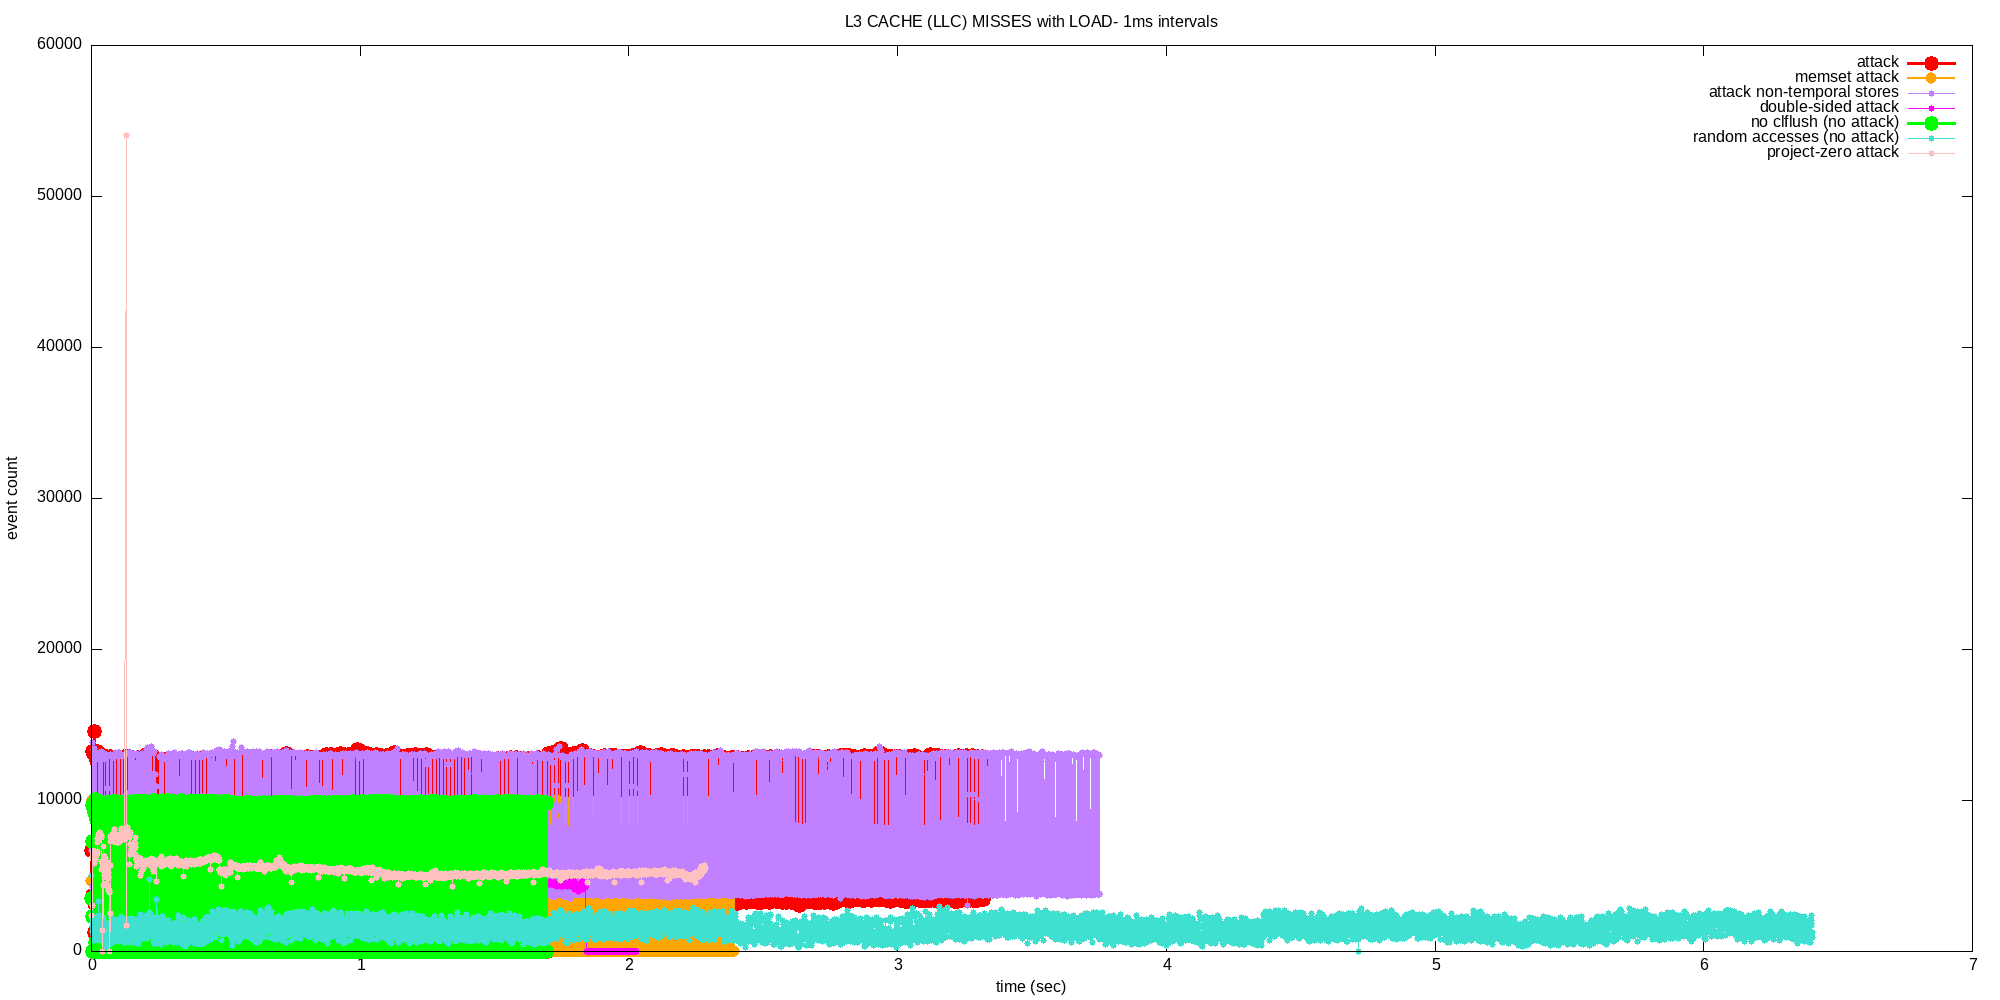 L3 CACHE (LLC) MISSES with LOAD- 1ms intervals
60000
50000
40000
30000
20000
10000
0
event count
attack
memset attack
attack non-temporal stores
double-sided attack
no clflush (no attack)
random accesses (no attack)
project-zero attack
0 1 2 3 4 5 6 7
time (sec)